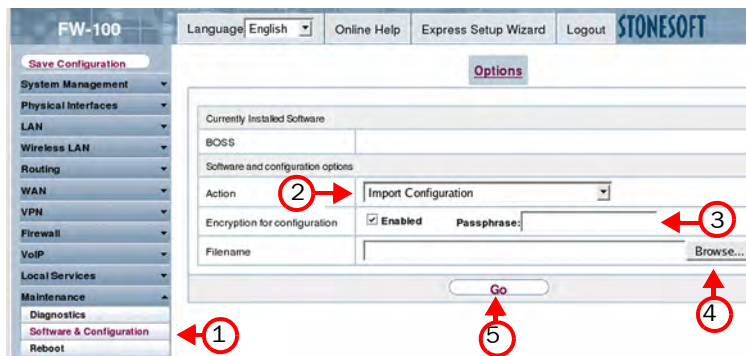 FW-100
Language English
Online Help
Express Setup Wizard
Logout
STONESOFT
Save Configuration
System Management
Physical Interfaces
LAN
Wireless LAN
Routing
WAN
VPN
Firewall
VoIP
Local Services
Maintenance
Diagnostics
Software & Configuration
Reboot
1
Options
Currently Installed Software
BOSS
Software and configuration options
Action
2
Import Configuration
Encryption for configuration
Enabled
Passphrase:
3
Filename
Browse...
4
Go
5